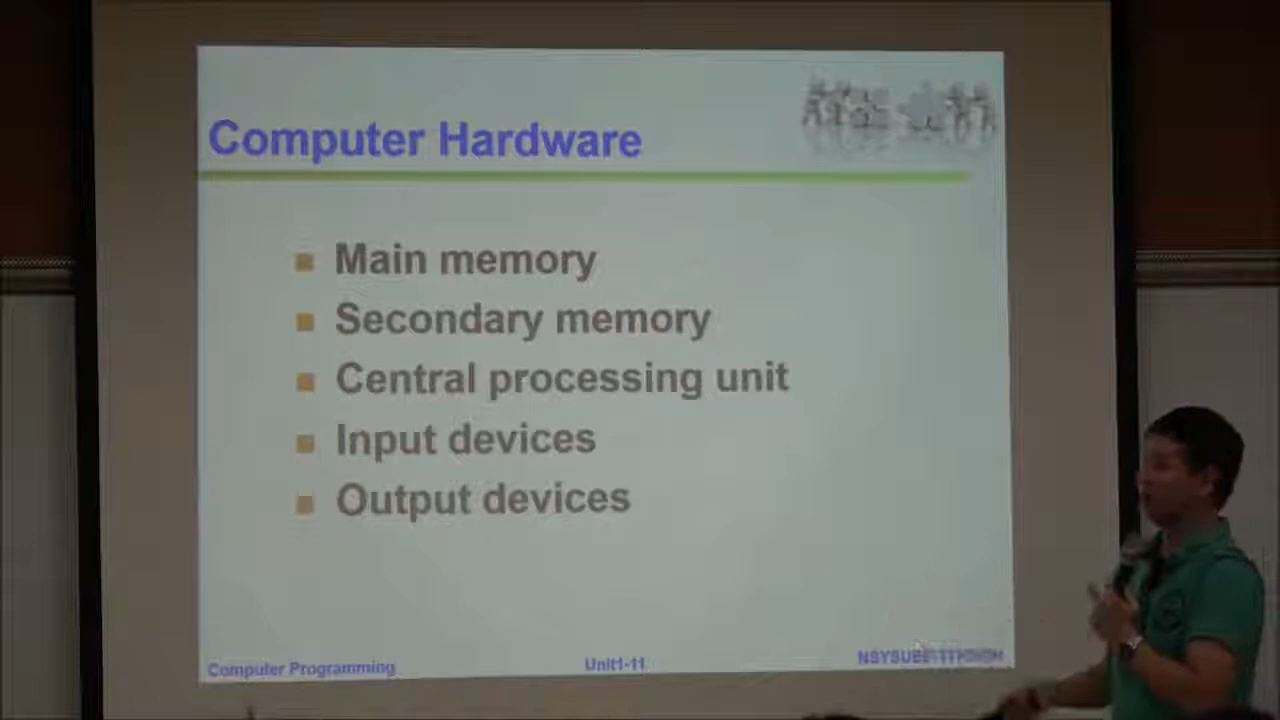 Computer Hardware
Main memory
Secondary memory
Central processing unit
Input devices
Output devices
Computer Programming
Unit1-11